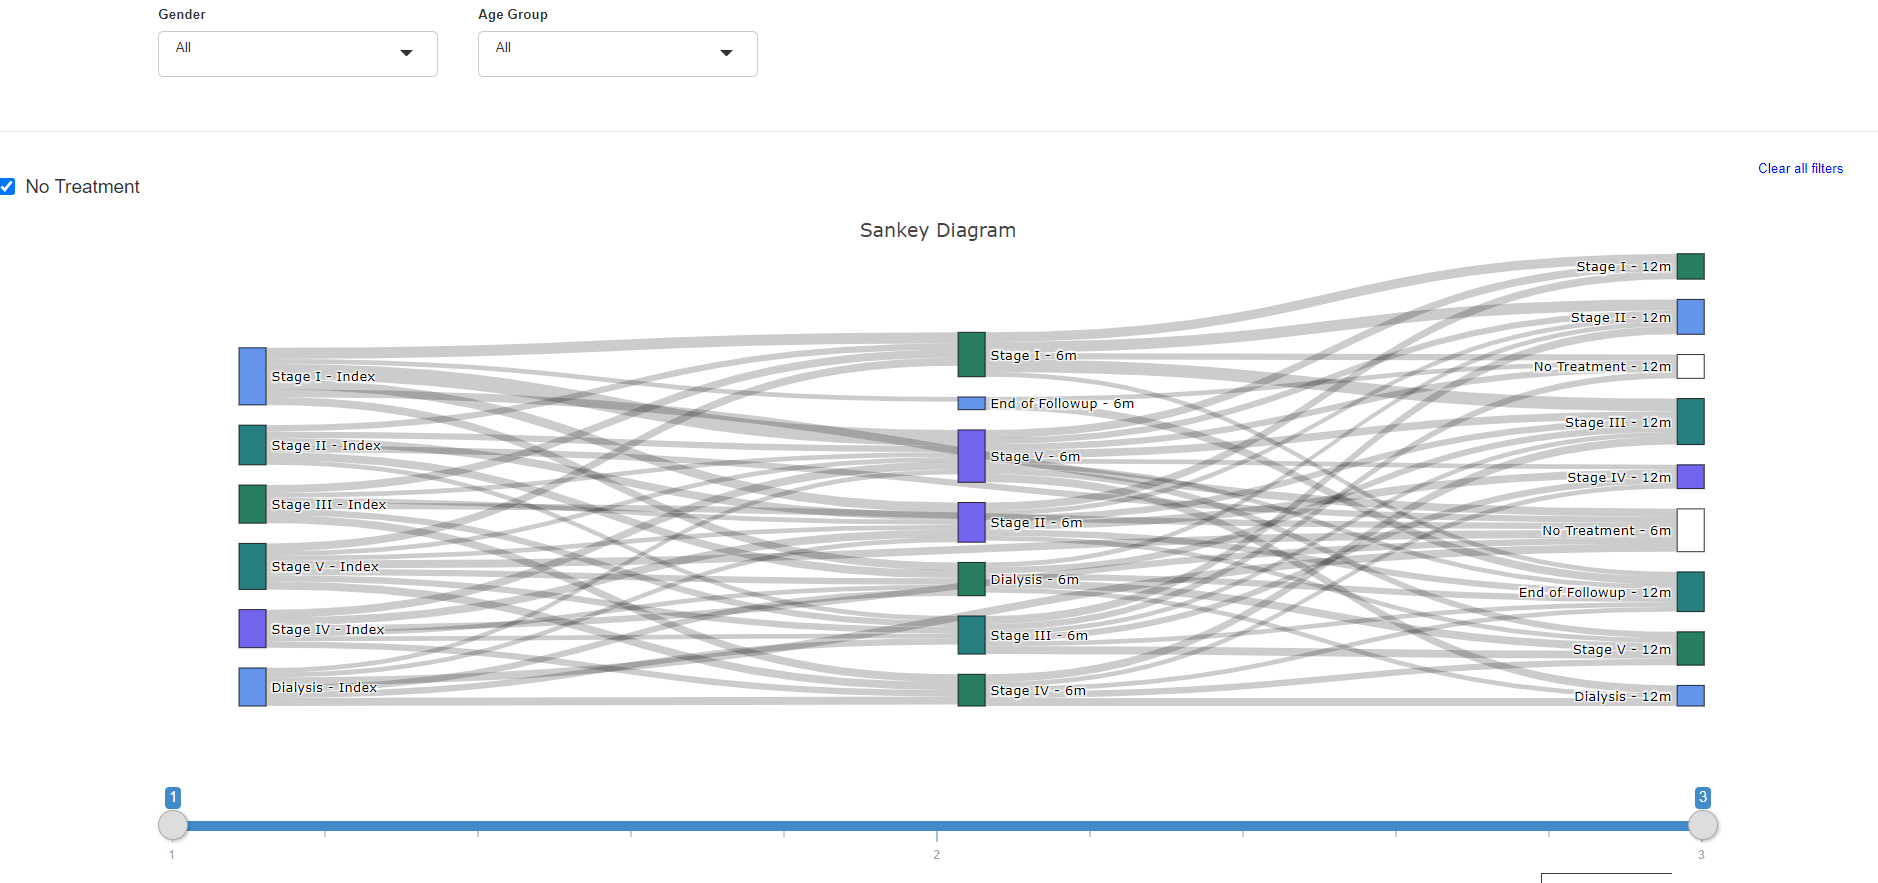 Gender
Age Group
All
All
Clear all filters
No Treatment
Sankey Diagram
Stage I - Index
Stage II - Index
Stage III - Index
Stage V - Index
Stage IV - Index
Dialysis - Index
Stage I - 6m
End of Followup - 6m
Stage V - 6m
Stage II - 6m
Dialysis - 6m
Stage III - 6m
Stage IV - 6m
Stage I - 12m
Stage II - 12m
No Treatment - 12m
Stage III - 12m
Stage IV - 12m
No Treatment - 6m
End of Followup - 12m
Stage V - 12m
Dialysis - 12m
1
3
1
2
3